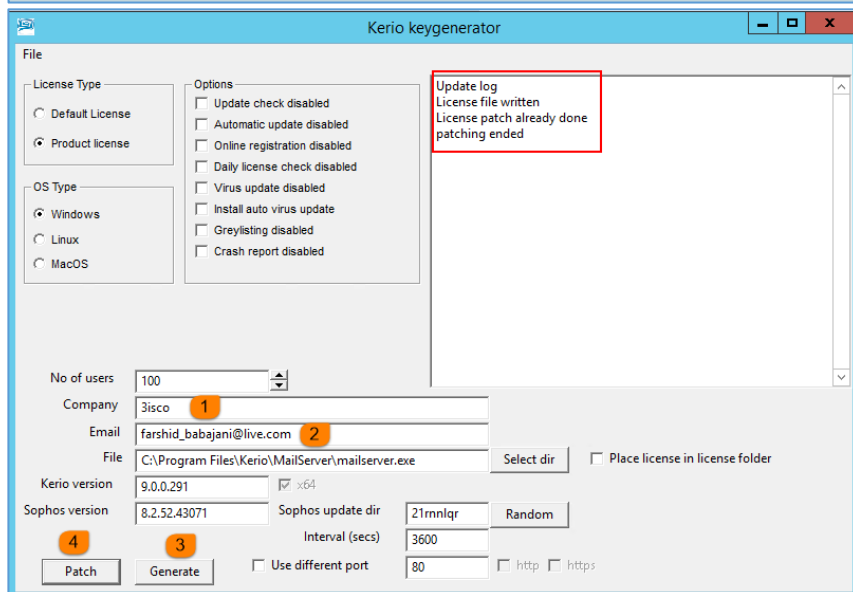 Kerio keygenerator
File
License Type
Default License
Product license
OS Type
Windows
Linux
MacOS
Options
Update check disabled
Automatic update disabled
Online registration disabled
Daily license check disabled
Virus update disabled
Install auto virus update
Greylisting disabled
Crash report disabled
Update log
License file written
License patch already done
patching ended
No of users 100
Company 3isco 1
Email farshid_babajani@live.com 2
File C:\Program Files\Kerio\MailServer\mailserver.exe Select dir Place license in license folder
Kerio version 9.0.0.291 x64
Sophos version 8.2.52.43071 Sophos update dir 21rnnlqr Random
Interval (secs) 3600
4 3
Patch Generate Use different port 80 http https